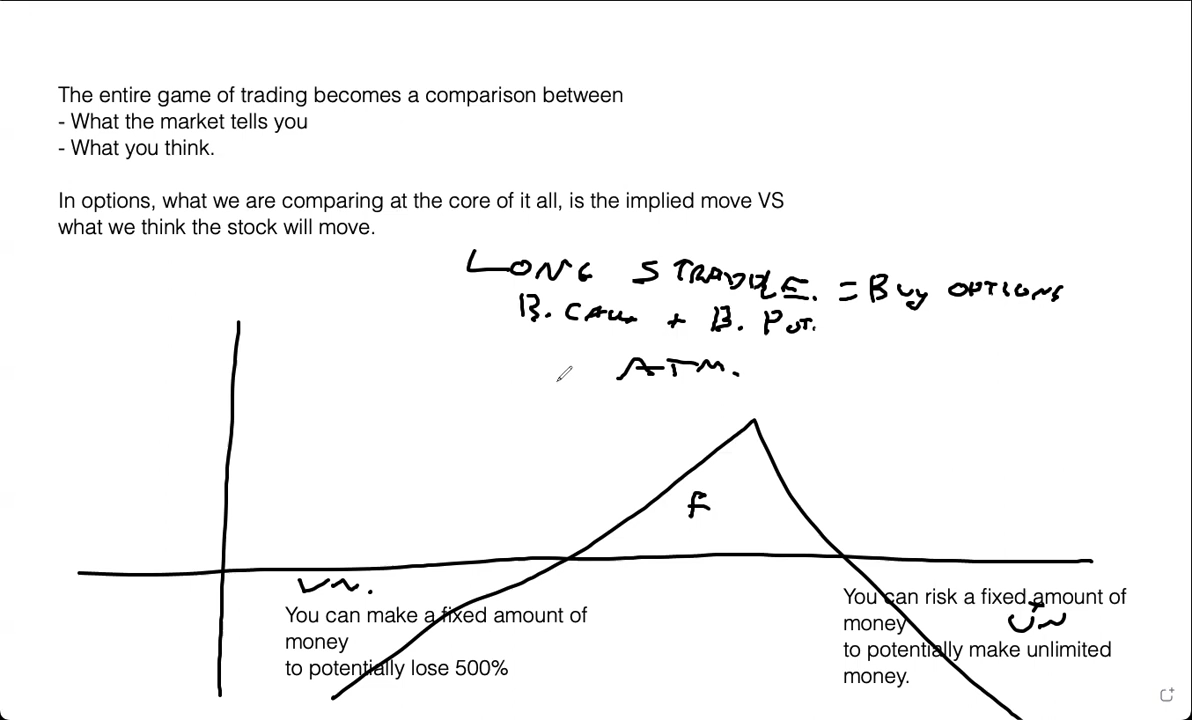 The entire game of trading becomes a comparison between
- What the market tells you
- What you think.
In options, what we are comparing at the core of it all, is the implied move VS
what we think the stock will move.
LONG STRADDLE. = Buy OPTIONS
B. CALL + B. PUT.
ATM.
F
UN.
You can make a fixed amount of
money
to potentially lose 500%
You can risk a fixed amount of
money
UN
to potentially make unlimited
money.